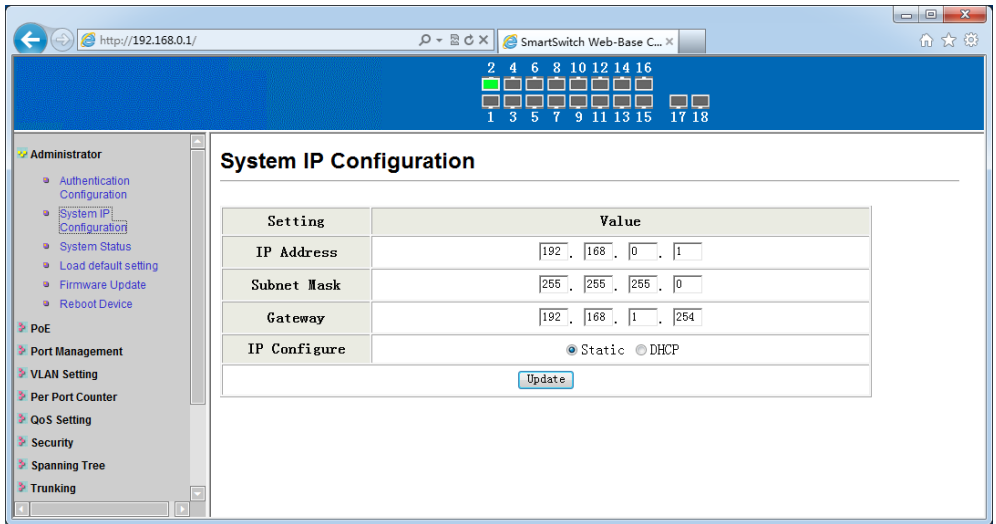 http://192.168.0.1/
SmartSwitch Web-Base C...
2 4 6 8 10 12 14 16
1 3 5 7 9 11 13 15 17 18
Administrator
Authentication
Configuration
System IP
Configuration
System Status
Load default setting
Firmware Update
Reboot Device
PoE
Port Management
VLAN Setting
Per Port Counter
QoS Setting
Security
Spanning Tree
Trunking
System IP Configuration
Setting Value
IP Address 192 . 168 . 0 . 1
Subnet Mask 255 . 255 . 255 . 0
Gateway 192 . 168 . 1 . 254
IP Configure Static DHCP
Update